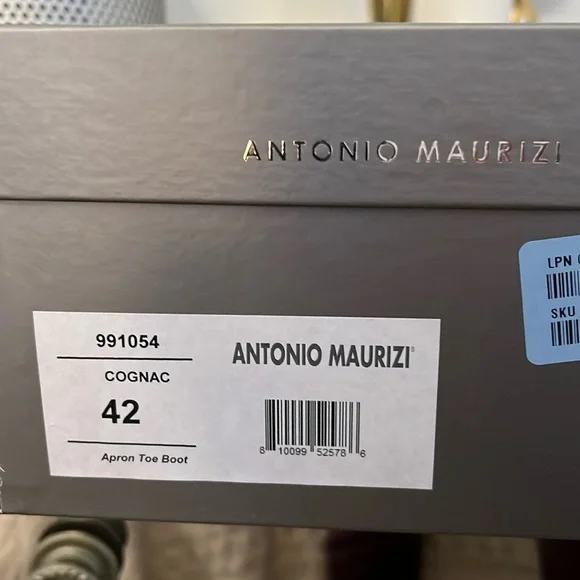 ANTONIO MAURIZI
LPN
SKU
991054
COGNAC
42
Apron Toe Boot
ANTONIO MAURIZI®
8 10099 52578 6